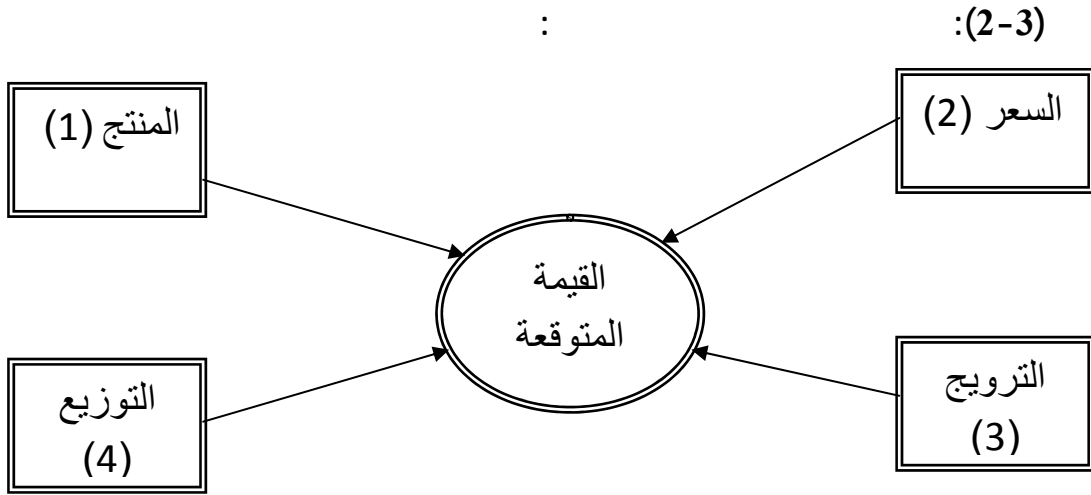 :(2-3)
:
السعر (2)
المنتج (1)
القيمة
المتوقعة
الترويج
(3)
التوزيع
(4)